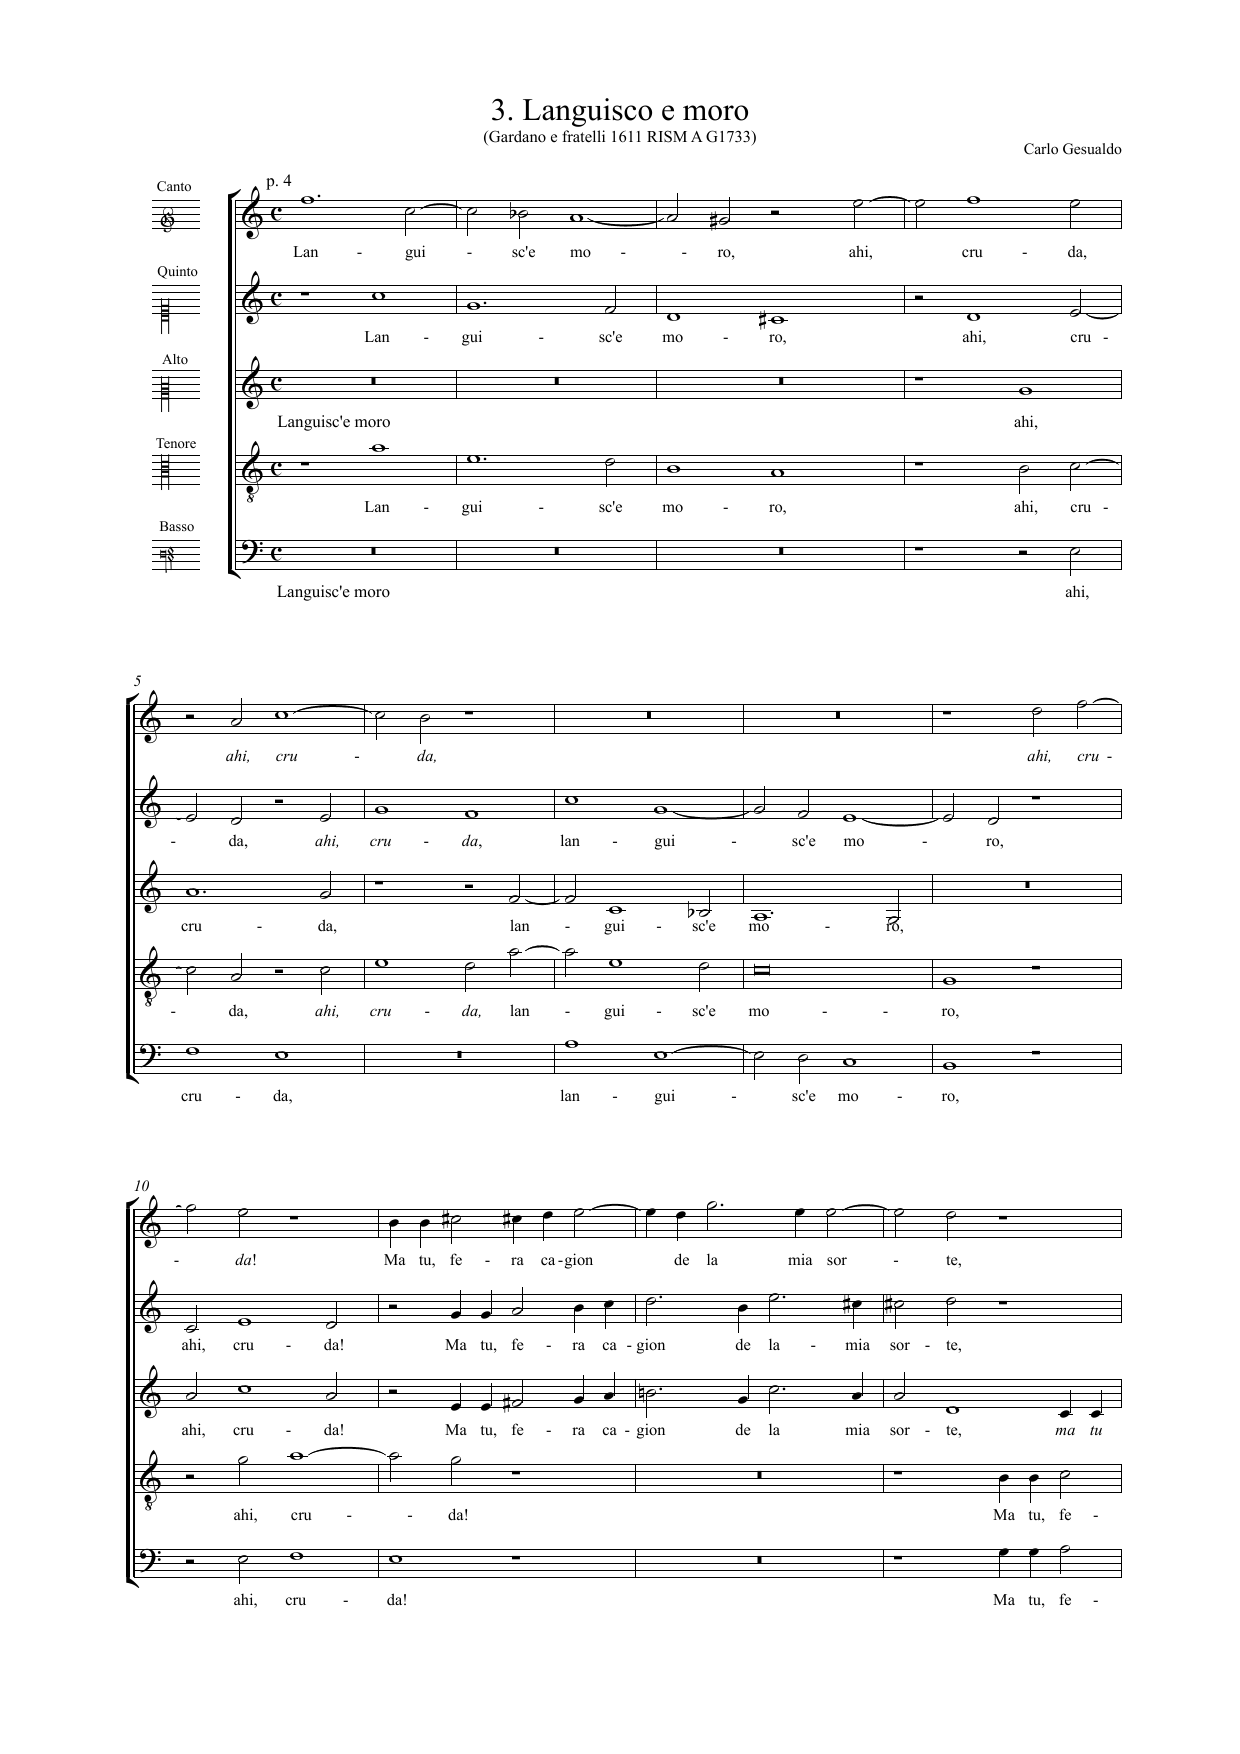 3. Languisco e moro
(Gardano e fratelli 1611 RISM A G1733)
Carlo Gesualdo
p. 4
Canto
Lan - gui - sc'e mo - - ro, ahi, cru - da,
Quinto
Lan - gui - sc'e mo - ro, ahi, cru -
Alto
Languisc'e moro ahi,
Tenore
8
Lan - gui - sc'e mo - ro, ahi, cru -
Basso
Languisc'e moro ahi,
5
ahi, cru - da, ahi, cru -
- da, ahi, cru - da, lan - gui - sc'e mo - ro,
cru - da, lan - gui - sc'e mo - ro,
8
- da, ahi, cru - da, lan - gui - sc'e mo - - ro,
cru - da, lan - gui - sc'e mo - ro,
10
- da! Ma tu, fe - ra ca - gion de la mia sor - te,
ahi, cru - da! Ma tu, fe - ra ca - gion de la - mia sor - te,
ahi, cru - da! Ma tu, fe - ra ca - gion de la mia sor - te, ma tu
8
ahi, cru - - da! Ma tu, fe -
ahi, cru - da! Ma tu, fe -